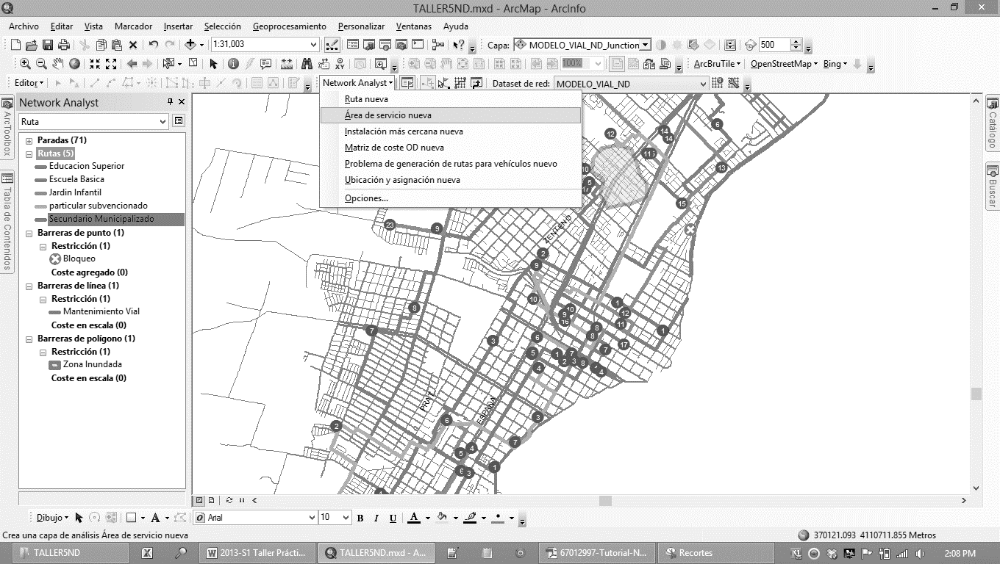 TALLER5ND.mxd - ArcMap - ArcInfo
Archivo Editar Vista Marcador Insertar Selección Geoprocesamiento Personalizar Ventanas Ayuda
1:31,003 Capa: MODELO_VIAL_ND_Junction 500
100% ArcBruTile OpenStreetMap Bing
Editor Network Analyst Dataset de red: MODELO_VIAL_ND
Network Analyst
Ruta
Paradas (71)
Rutas (5)
Educacion Superior
Escuela Basica
Jardin Infantil
particular subvencionado
Secundario Municipalizado
Barreras de punto (1)
Restricción (1)
Bloqueo
Coste agregado (0)
Barreras de línea (1)
Restricción (1)
Mantenimiento Vial
Coste en escala (0)
Barreras de polígono (1)
Restricción (1)
Zona Inundada
Coste en escala (0)
ArcToolbox
Tabla de Contenidos
Ruta nueva
Área de servicio nueva
Instalación más cercana nueva
Matriz de coste OD nueva
Problema de generación de rutas para vehículos nuevo
Ubicación y asignación nueva
Opciones...
Catálogo
Buscar
ZENTENO
PRAT
ESPAÑA
12
14
14
6
13
15
10
5
17
23
9
2
9
8
7
3
10
10
9
16
1
12
11
8
8
17
7
1
6
5
4
1
2
7
3
8
4
3
6
2
7
5
4
6
3
1
Dibujo Arial 10 B I U A
Crea una capa de análisis Área de servicio nueva
370121.093 4110711.855 Metros
TALLER5ND
2013-S1 Taller Prácti...
TALLER5ND.mxd - A...
67012997-Tutorial-N...
Recortes
2:08 PM